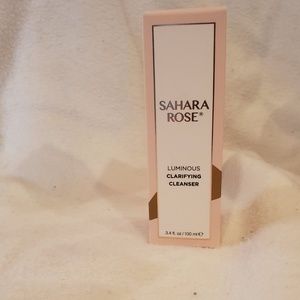 SAHARA
ROSE®
LUMINOUS
CLARIFYING
CLEANSER
3.4 fl. oz / 100 ml ℮